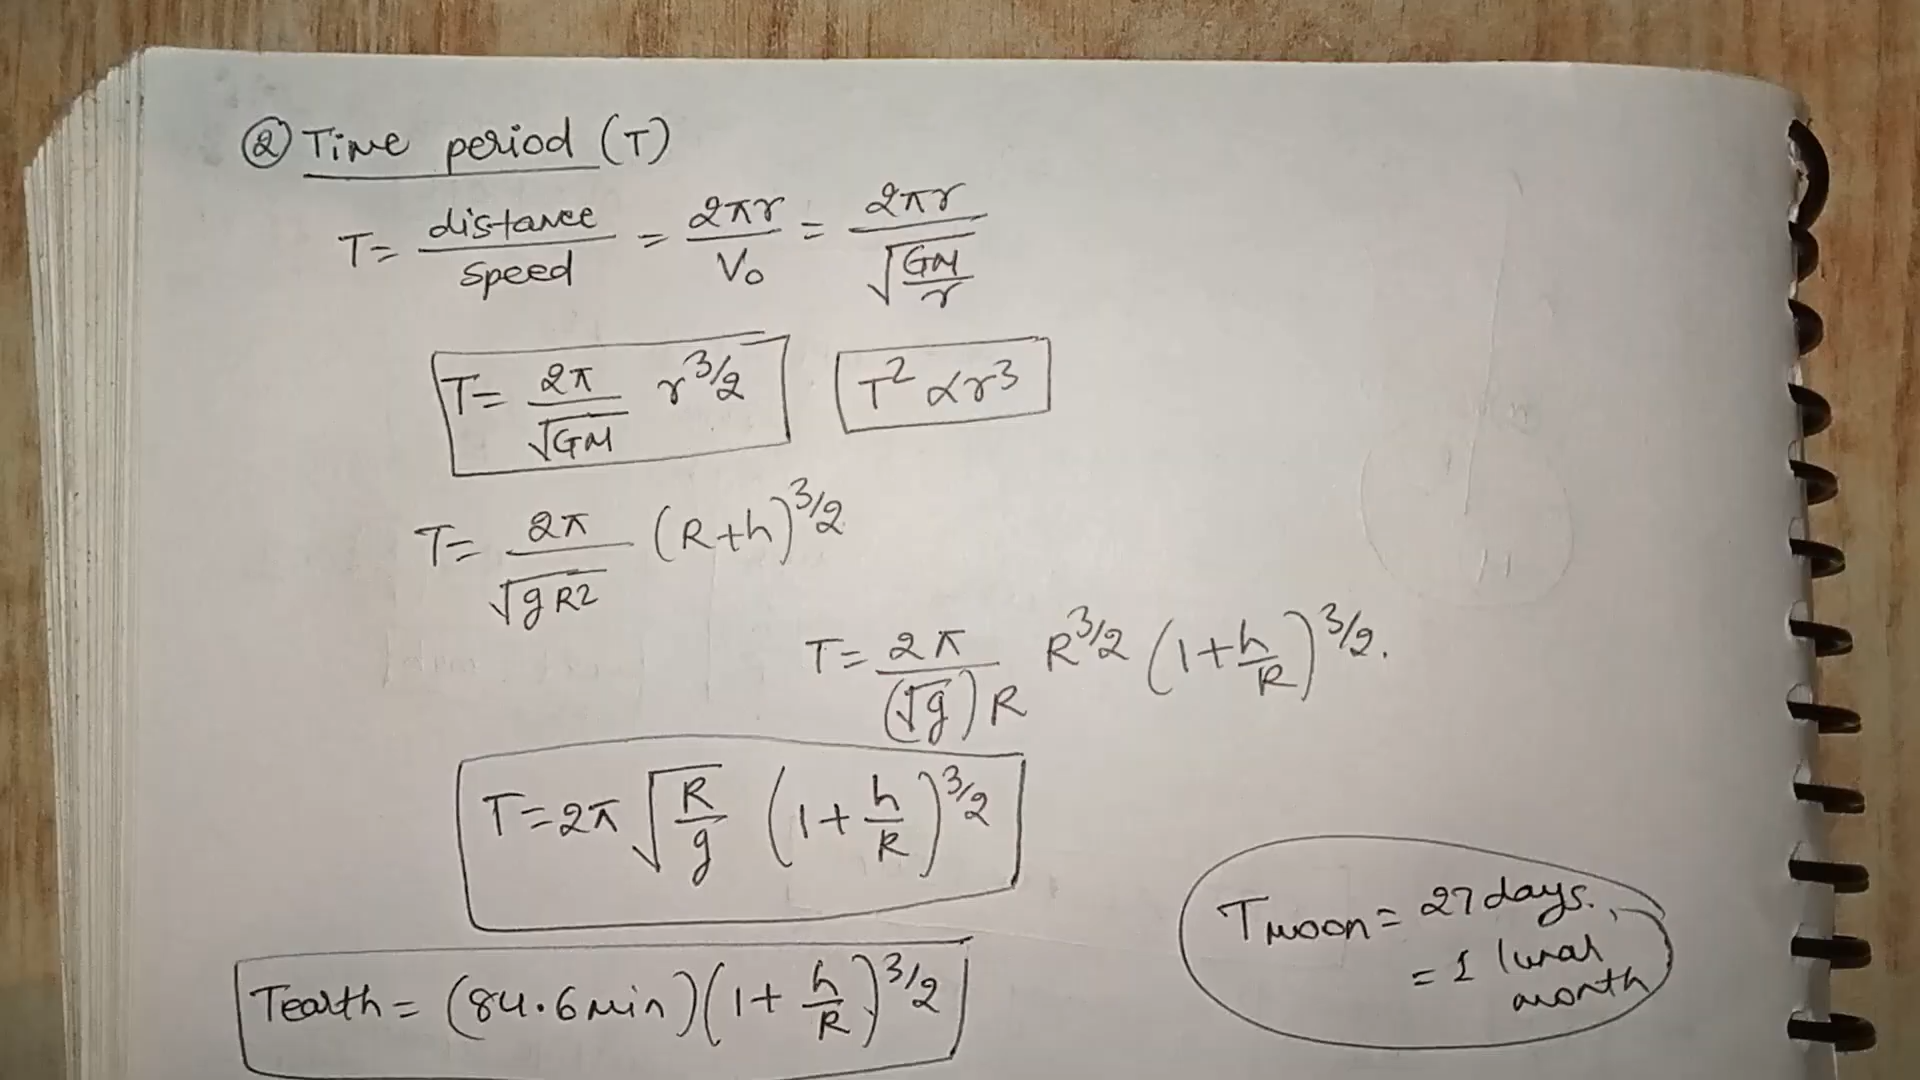 ② Time period (T)
T = distance / speed = 2πr / V₀ = 2πr / √(GM/r)
T = 2π / √GM r^3/2    T² ∝ r³
T = 2π / √gR² (R+h)^3/2
T = 2π / (√g) R R^3/2 (1 + h/R)^3/2.
T = 2π √(R/g) (1 + h/R)^3/2
Tmoon = 27 days.
= 1 lunar
month
Tearth = (84.6 min) (1 + h/R)^3/2